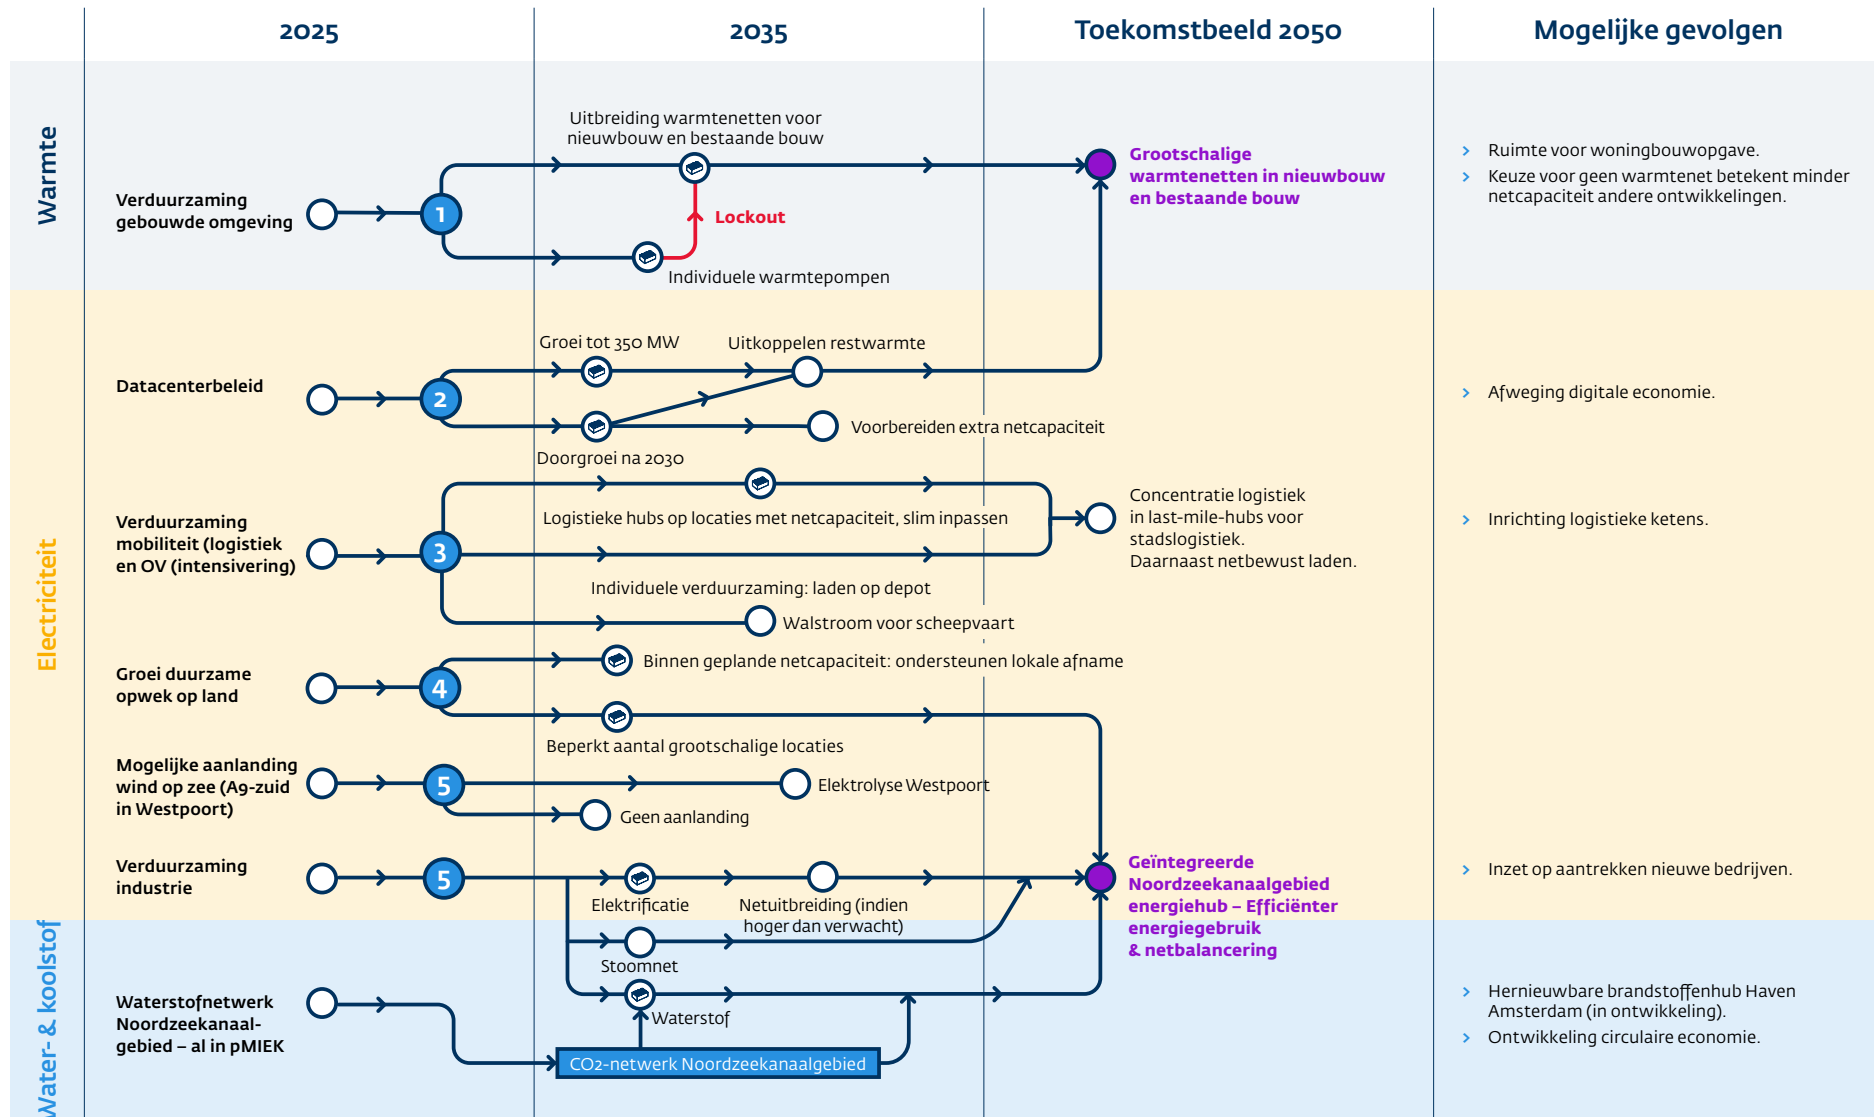 2025
2035
Toekomstbeeld 2050
Mogelijke gevolgen
Warmte
Verduurzaming
gebouwde omgeving
1
Uitbreiding warmtenetten voor
nieuwbouw en bestaande bouw
Lockout
Individuele warmtepompen
Grootschalige
warmtenetten in nieuwbouw
en bestaande bouw
› Ruimte voor woningbouwopgave.
› Keuze voor geen warmtenet betekent minder
netcapaciteit andere ontwikkelingen.
Electriciteit
Datacenterbeleid
2
Groei tot 350 MW
Uitkoppelen restwarmte
Voorbereiden extra netcapaciteit
Doorgroei na 2030
› Afweging digitale economie.
Verduurzaming
mobiliteit (logistiek
en OV (intensivering)
3
Logistieke hubs op locaties met netcapaciteit, slim inpassen
Individuele verduurzaming: laden op depot
Walstroom voor scheepvaart
Concentratie logistiek
in last-mile-hubs voor
stadslogistiek.
Daarnaast netbewust laden.
› Inrichting logistieke ketens.
Groei duurzame
opwek op land
4
Binnen geplande netcapaciteit: ondersteunen lokale afname
Beperkt aantal grootschalige locaties
Mogelijke aanlanding
wind op zee (A9-zuid
in Westpoort)
5
Elektrolyse Westpoort
Geen aanlanding
Verduurzaming
industrie
5
Elektrificatie
Netuitbreiding (indien
hoger dan verwacht)
Stoomnet
Waterstof
Geïntegreerde
Noordzeekanaalgebied
energiehub – Efficiënter
energiegebruik
& netbalancering
› Inzet op aantrekken nieuwe bedrijven.
Water- & koolstof
Waterstofnetwerk
Noordzeekanaal-
gebied – al in pMIEK
CO2-netwerk Noordzeekanaalgebied
› Hernieuwbare brandstoffenhub Haven
Amsterdam (in ontwikkeling).
› Ontwikkeling circulaire economie.